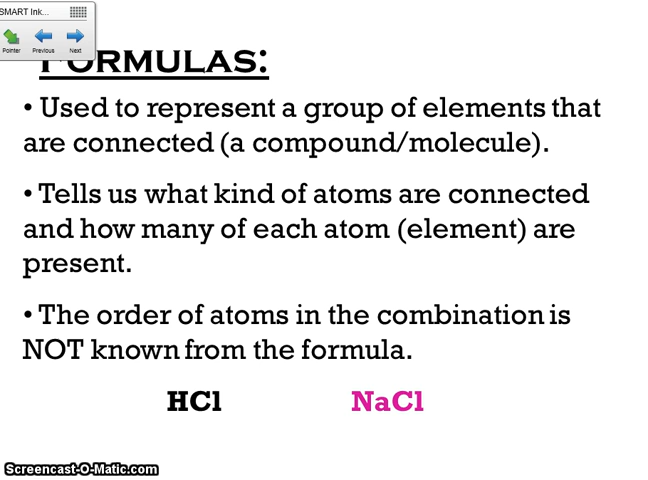 SMART Ink...
Pointer Previous Next
FORMULAS:
• Used to represent a group of elements that
are connected (a compound/molecule).
• Tells us what kind of atoms are connected
and how many of each atom (element) are
present.
• The order of atoms in the combination is
NOT known from the formula.
HCl NaCl
Screencast-O-Matic.com